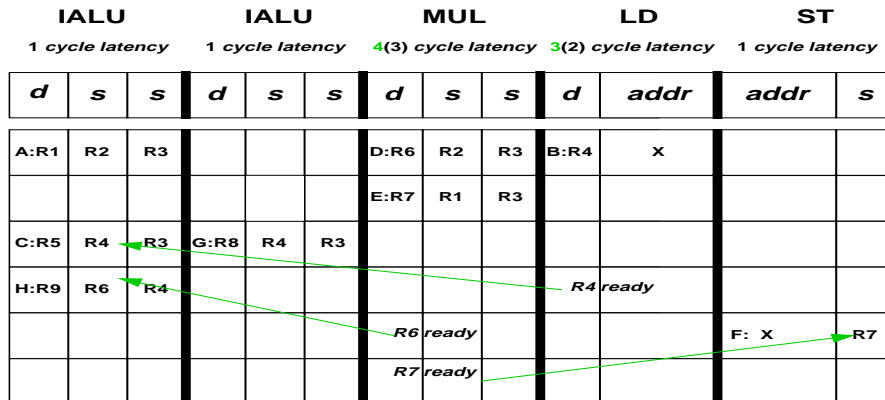 IALU IALU MUL LD ST
1 cycle latency 1 cycle latency 4(3) cycle latency 3(2) cycle latency 1 cycle latency
d s s d s s d s s d addr addr s
A:R1 R2 R3 D:R6 R2 R3 B:R4 X
E:R7 R1 R3
C:R5 R4 R3 G:R8 R4 R3
H:R9 R6 R4 R4 ready
R6 ready F: X R7
R7 ready